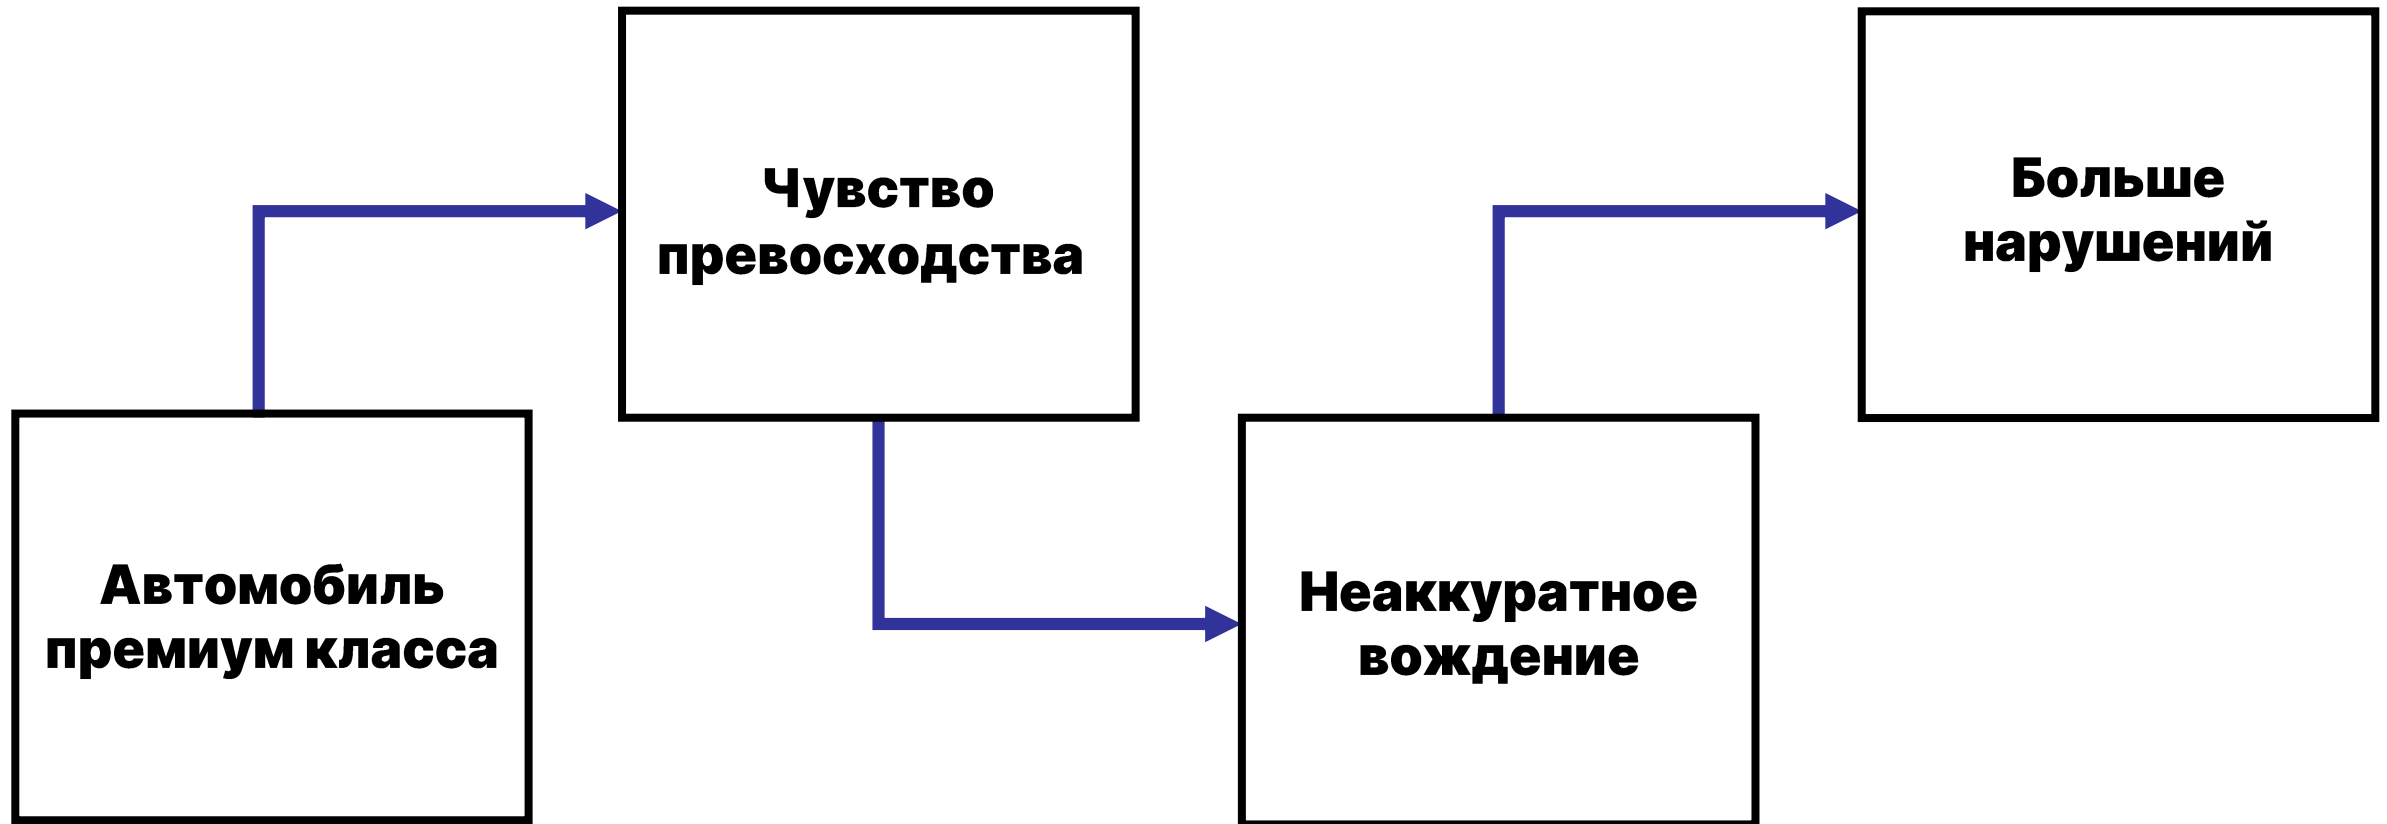 Автомобиль
премиум класса
Чувство
превосходства
Неаккуратное
вождение
Больше
нарушений